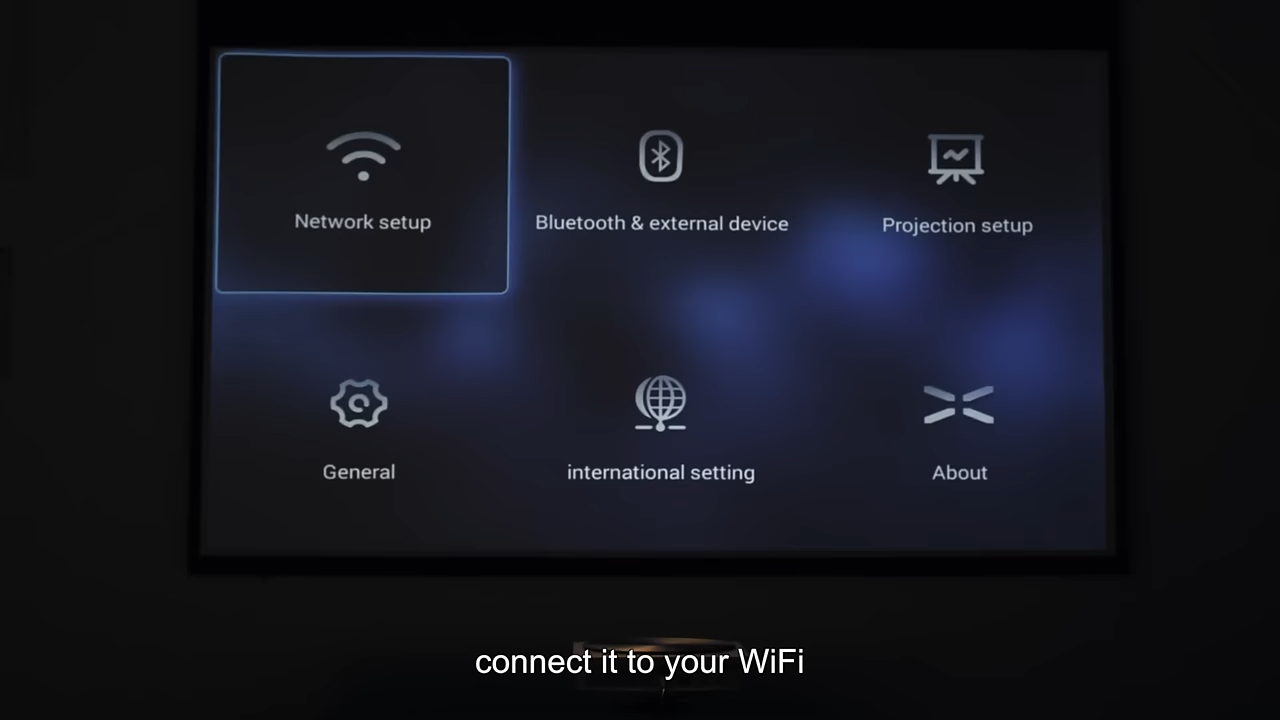 Network setup
Bluetooth & external device
Projection setup
General
international setting
About
connect it to your WiFi